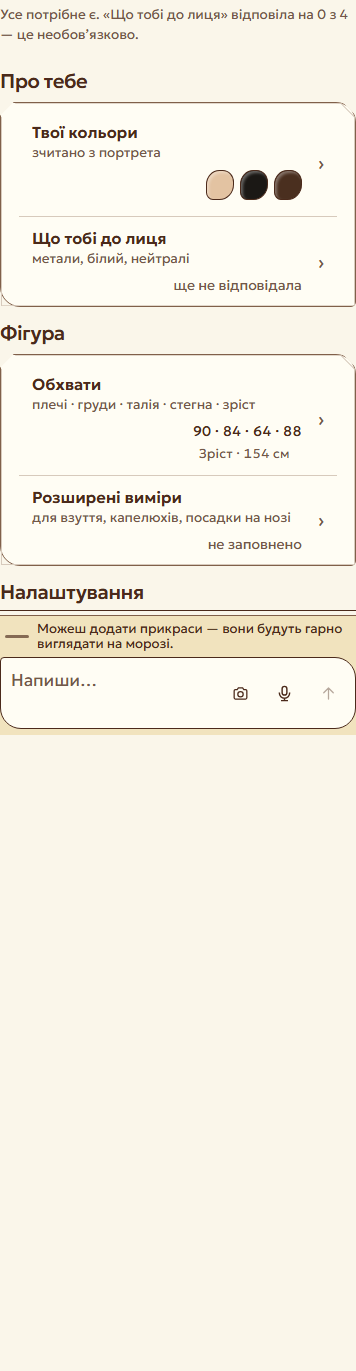 Усе потрібне є. «Що тобі до лиця» відповіла на 0 з 4
— це необов’язково.
Про тебе
Твої кольори
зчитано з портрета
Що тобі до лиця
метали, білий, нейтралі
ще не відповідала
Фігура
Обхвати
плечі · груди · талія · стегна · зріст
90 · 84 · 64 · 88
Зріст · 154 см
Розширені виміри
для взуття, капелюхів, посадки на нозі
не заповнено
Налаштування
Можеш додати прикраси — вони будуть гарно
виглядати на морозі.
Напиши…